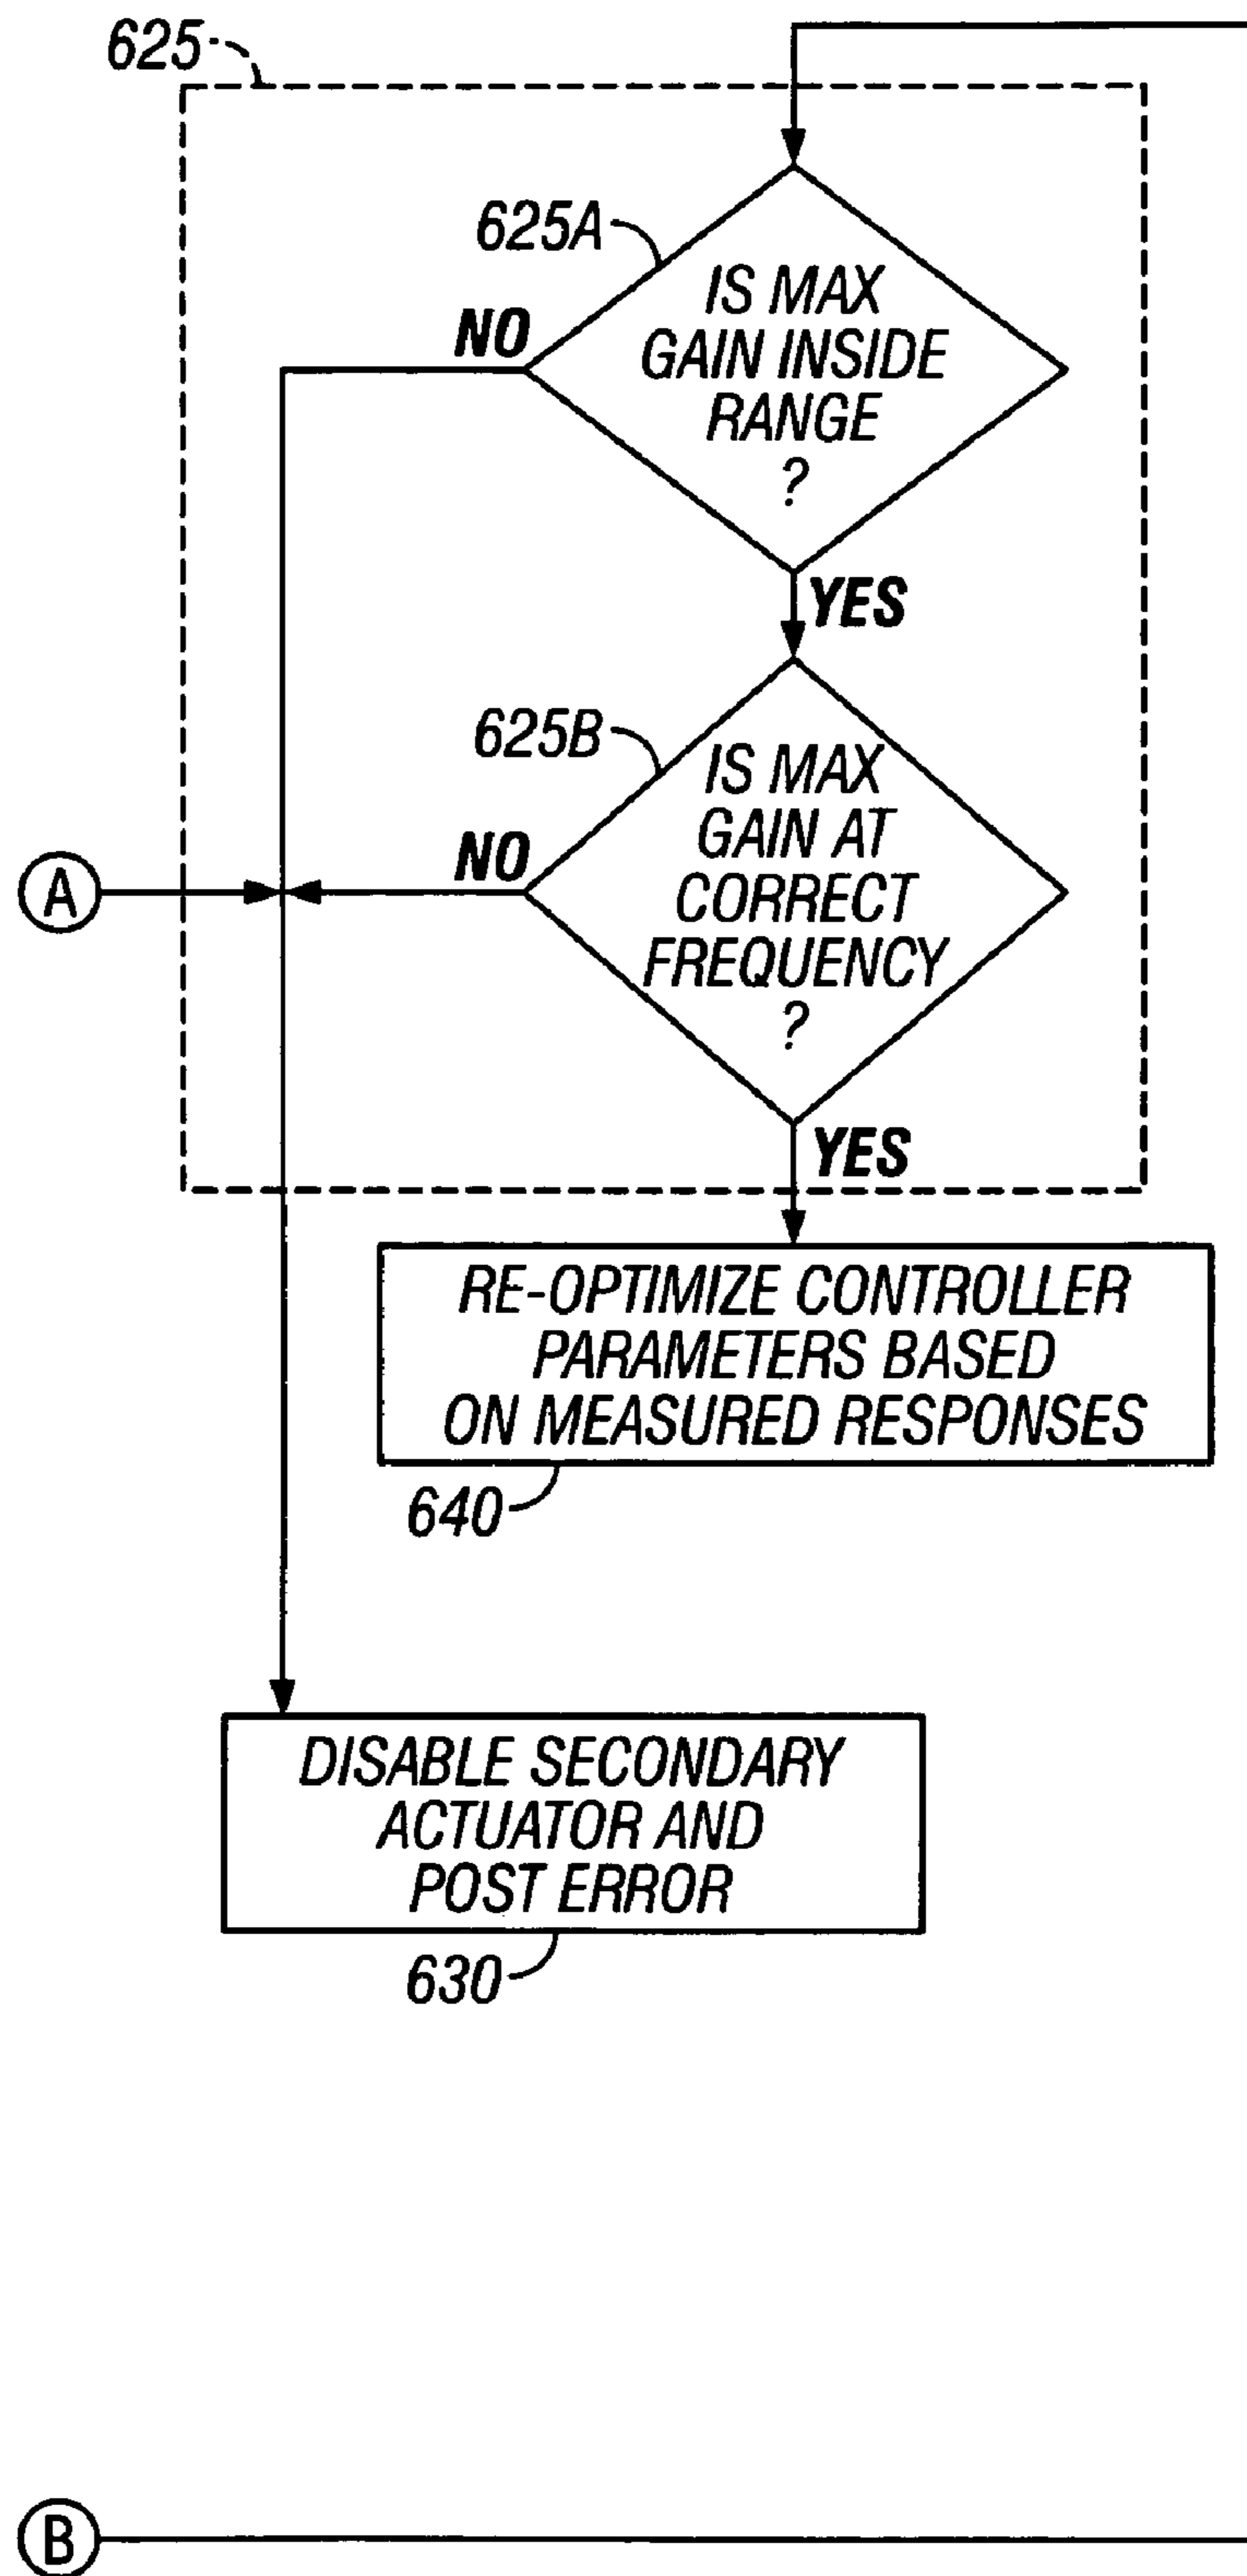 625
625A
IS MAX
GAIN INSIDE
RANGE
?
NO
YES
625B
IS MAX
GAIN AT
CORRECT
FREQUENCY
?
NO
A
YES
RE-OPTIMIZE CONTROLLER
PARAMETERS BASED
ON MEASURED RESPONSES
640
DISABLE SECONDARY
ACTUATOR AND
POST ERROR
630
B